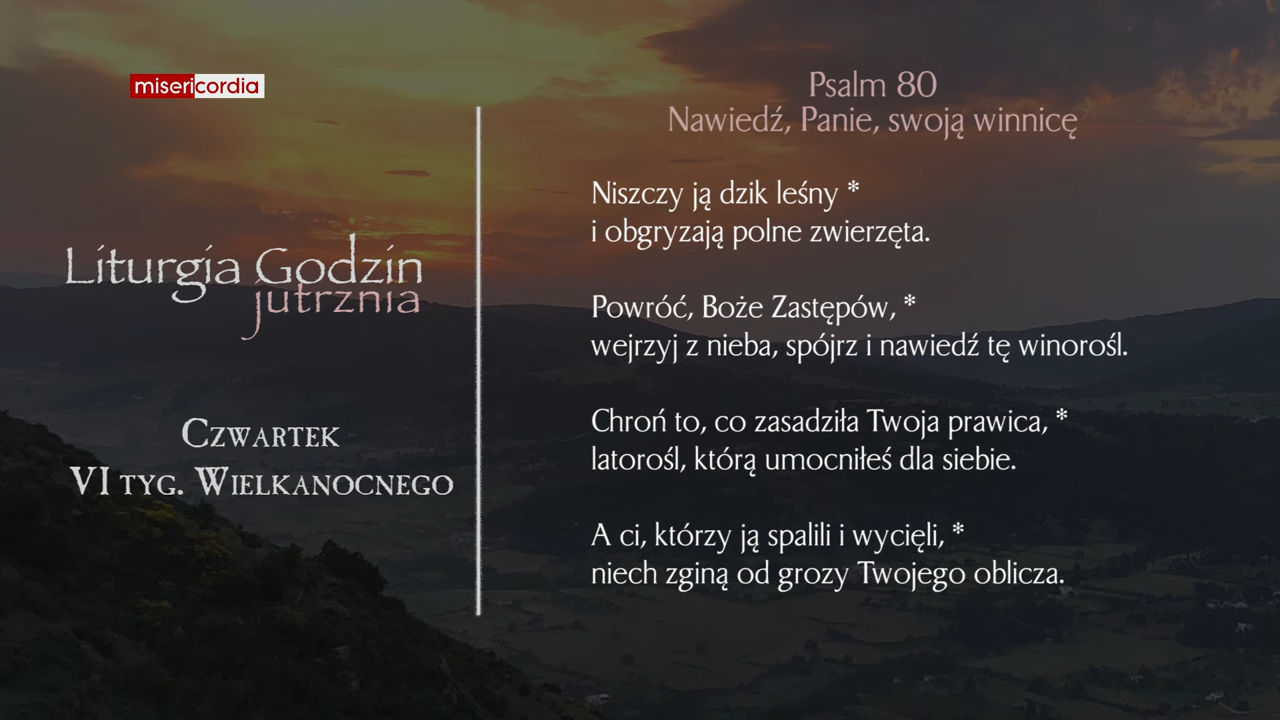 misericordia
Liturgia Godzin
jutrznia
Czwartek
VI tyg. Wielkanocnego
Psalm 80
Nawiedź, Panie, swoją winnicę
Niszczy ją dzik leśny *
i obgryzają polne zwierzęta.
Powróć, Boże Zastępów, *
wejrzyj z nieba, spójrz i nawiedź tę winorośl.
Chroń to, co zasadziła Twoja prawica, *
latorośl, którą umocniłeś dla siebie.
A ci, którzy ją spalili i wycięli, *
niech zginą od grozy Twojego oblicza.